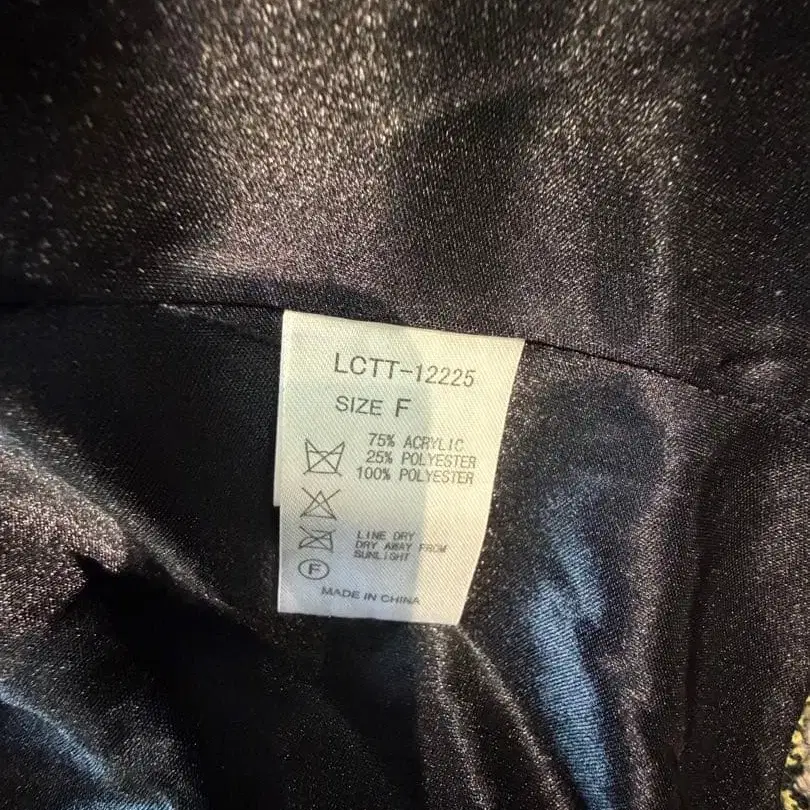 LCTT-12225
SIZE F
75% ACRYLIC
25% POLYESTER
100% POLYESTER
LINE DRY
DRY AWAY FROM
SUNLIGHT
F
MADE IN CHINA